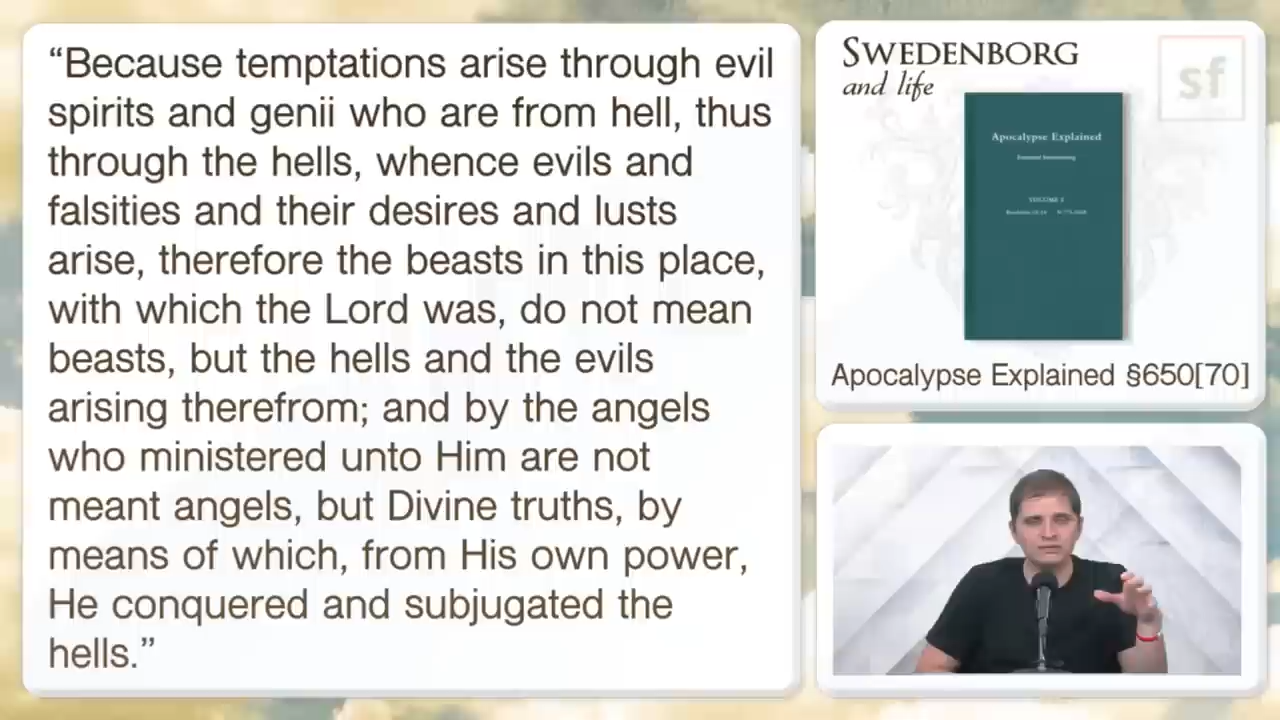 “Because temptations arise through evil
spirits and genii who are from hell, thus
through the hells, whence evils and
falsities and their desires and lusts
arise, therefore the beasts in this place,
with which the Lord was, do not mean
beasts, but the hells and the evils
arising therefrom; and by the angels
who ministered unto Him are not
meant angels, but Divine truths, by
means of which, from His own power,
He conquered and subjugated the
hells.”
SWEDENBORG
and life
sf
Apocalypse Explained
VOLUME
Apocalypse Explained §650[70]